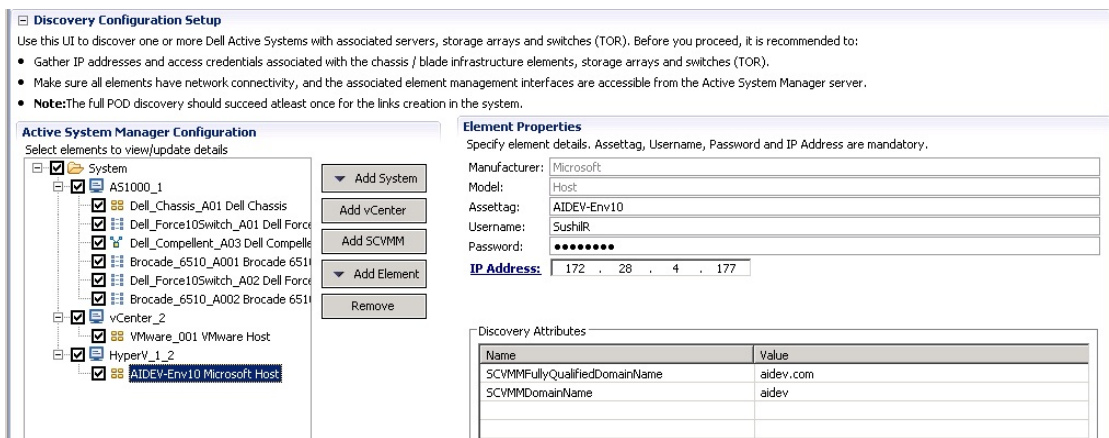 Discovery Configuration Setup
Use this UI to discover one or more Dell Active Systems with associated servers, storage arrays and switches (TOR). Before you proceed, it is recommended to:
• Gather IP addresses and access credentials associated with the chassis / blade infrastructure elements, storage arrays and switches (TOR).
• Make sure all elements have network connectivity, and the associated element management interfaces are accessible from the Active System Manager server.
• Note:The full POD discovery should succeed atleast once for the links creation in the system.
Active System Manager Configuration
Select elements to view/update details
System
AS1000_1
Dell_Chassis_A01 Dell Chassis
Dell_Force10Switch_A01 Dell Force
Dell_Compellent_A03 Dell Compelle
Brocade_6510_A001 Brocade 651
Dell_Force10Switch_A02 Dell Force
Brocade_6510_A002 Brocade 651
vCenter_2
VMware_001 VMware Host
HyperV_1_2
AIDEV-Env10 Microsoft Host
Add System
Add vCenter
Add SCVMM
Add Element
Remove
Element Properties
Specify element details. Assettag, Username, Password and IP Address are mandatory.
Manufacturer: Microsoft
Model: Host
Assettag: AIDEV-Env10
Username: SushilR
Password: ●●●●●●●●
IP Address: 172 . 28 . 4 . 177
Discovery Attributes
Name Value
SCVMMFullyQualifiedDomainName aidev.com
SCVMMDomainName aidev